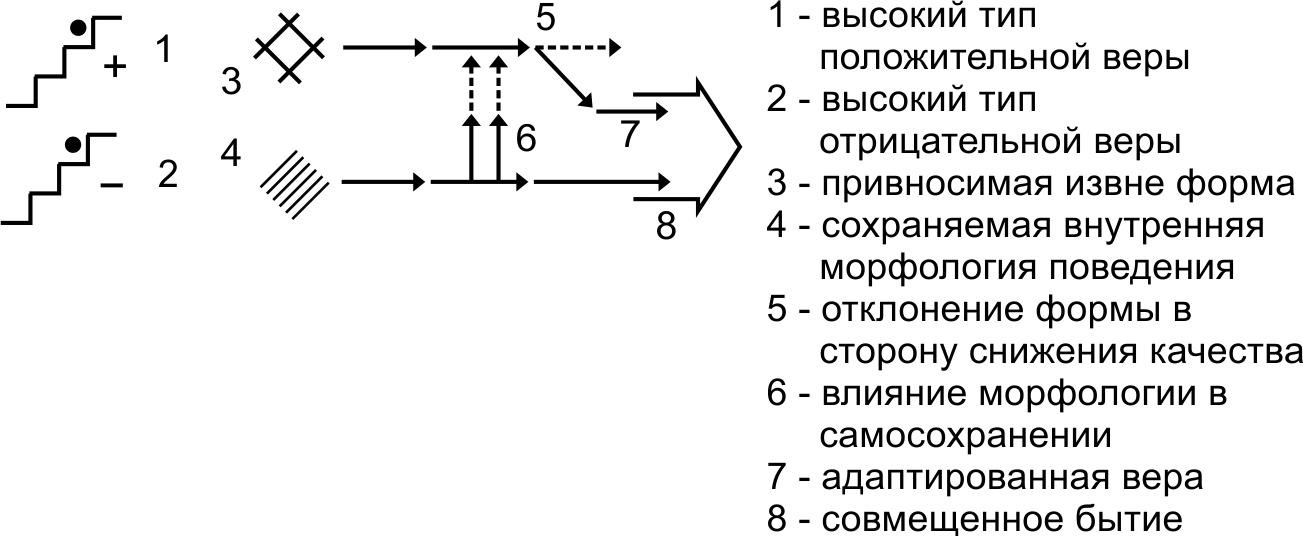 + 1
3
– 2
4
5
6
7
8
1 - высокий тип
положительной веры
2 - высокий тип
отрицательной веры
3 - привносимая извне форма
4 - сохраняемая внутренняя
морфология поведения
5 - отклонение формы в
сторону снижения качества
6 - влияние морфологии в
самосохранении
7 - адаптированная вера
8 - совмещенное бытие